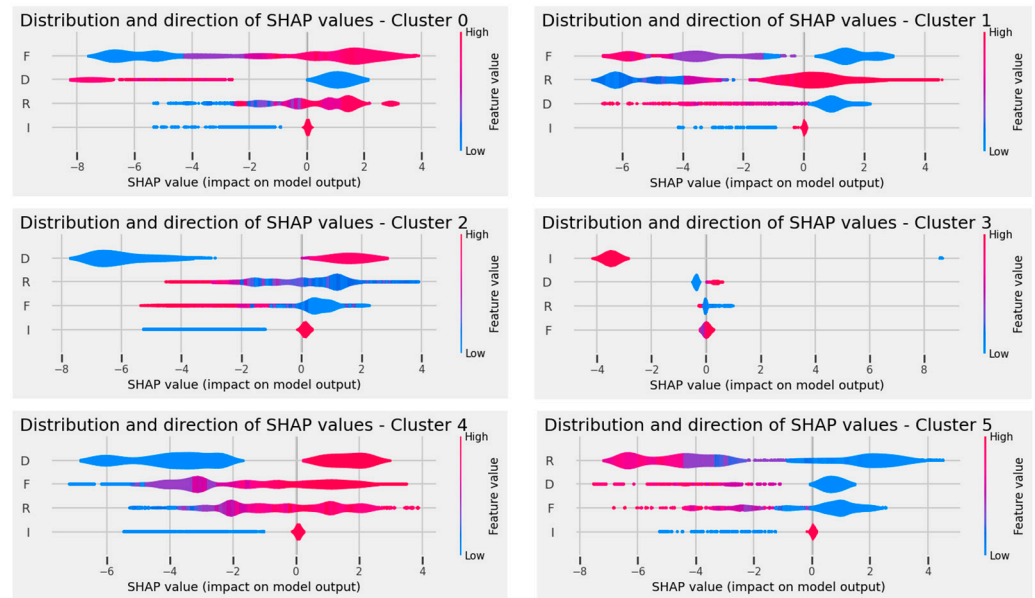 Distribution and direction of SHAP values - Cluster 0
High
F
D
R
I
Feature value
Low
−8 −6 −4 −2 0 2 4
SHAP value (impact on model output)
Distribution and direction of SHAP values - Cluster 1
High
F
R
D
I
Feature value
Low
−6 −4 −2 0 2 4
SHAP value (impact on model output)
Distribution and direction of SHAP values - Cluster 2
High
D
R
F
I
Feature value
Low
−8 −6 −4 −2 0 2 4
SHAP value (impact on model output)
Distribution and direction of SHAP values - Cluster 3
High
I
D
R
F
Feature value
Low
−4 −2 0 2 4 6 8
SHAP value (impact on model output)
Distribution and direction of SHAP values - Cluster 4
High
D
F
R
I
Feature value
Low
−6 −4 −2 0 2 4
SHAP value (impact on model output)
Distribution and direction of SHAP values - Cluster 5
High
R
D
F
I
Feature value
Low
−8 −6 −4 −2 0 2 4
SHAP value (impact on model output)